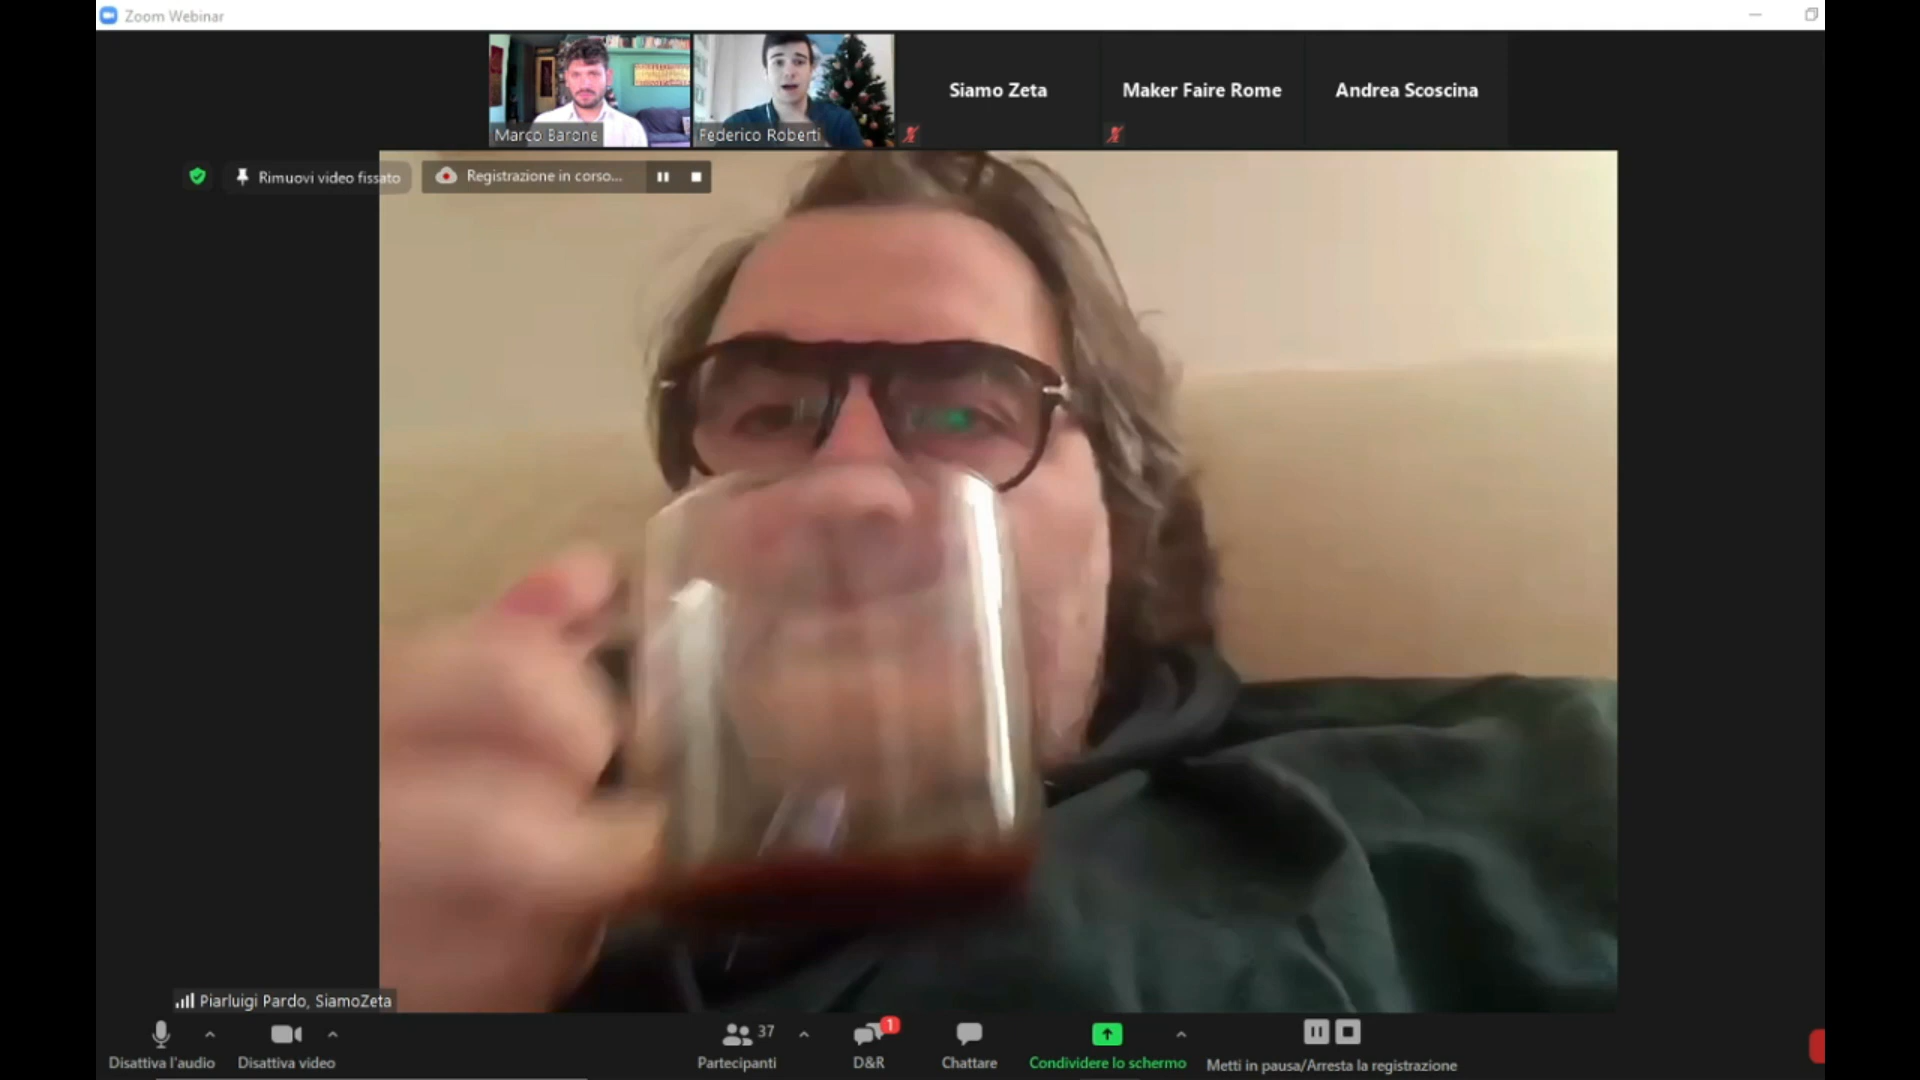 Zoom Webinar
Marco Barone
Federico Roberti
Siamo Zeta
Maker Faire Rome
Andrea Scoscina
Rimuovi video fissato
Registrazione in corso...
Piarluigi Pardo, SiamoZeta
Disattiva l'audio
Disattiva video
37
Partecipanti
1
D&R
Chattare
Condividere lo schermo
Metti in pausa/Arresta la registrazione